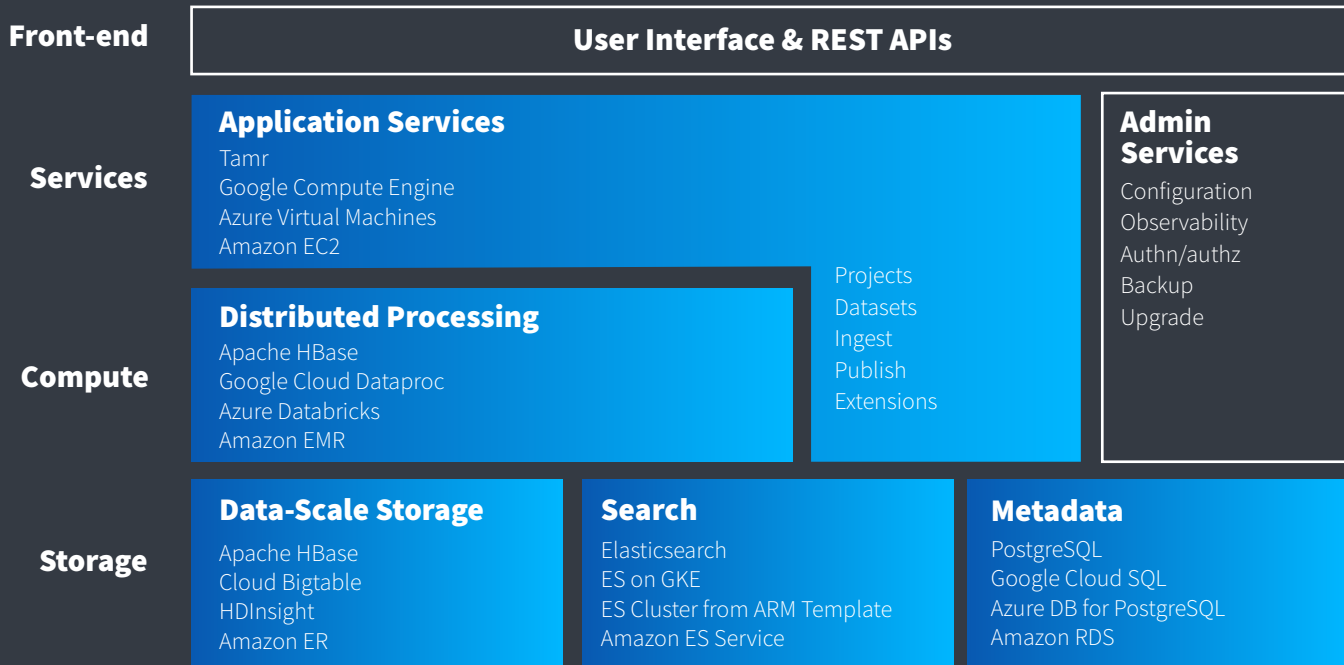 Front-end
User Interface & REST APIs
Services
Application Services
Tamr
Google Compute Engine
Azure Virtual Machines
Amazon EC2
Projects
Datasets
Ingest
Publish
Extensions
Admin
Services
Configuration
Observability
Authn/authz
Backup
Upgrade
Compute
Distributed Processing
Apache HBase
Google Cloud Dataproc
Azure Databricks
Amazon EMR
Storage
Data-Scale Storage
Apache HBase
Cloud Bigtable
HDInsight
Amazon ER
Search
Elasticsearch
ES on GKE
ES Cluster from ARM Template
Amazon ES Service
Metadata
PostgreSQL
Google Cloud SQL
Azure DB for PostgreSQL
Amazon RDS